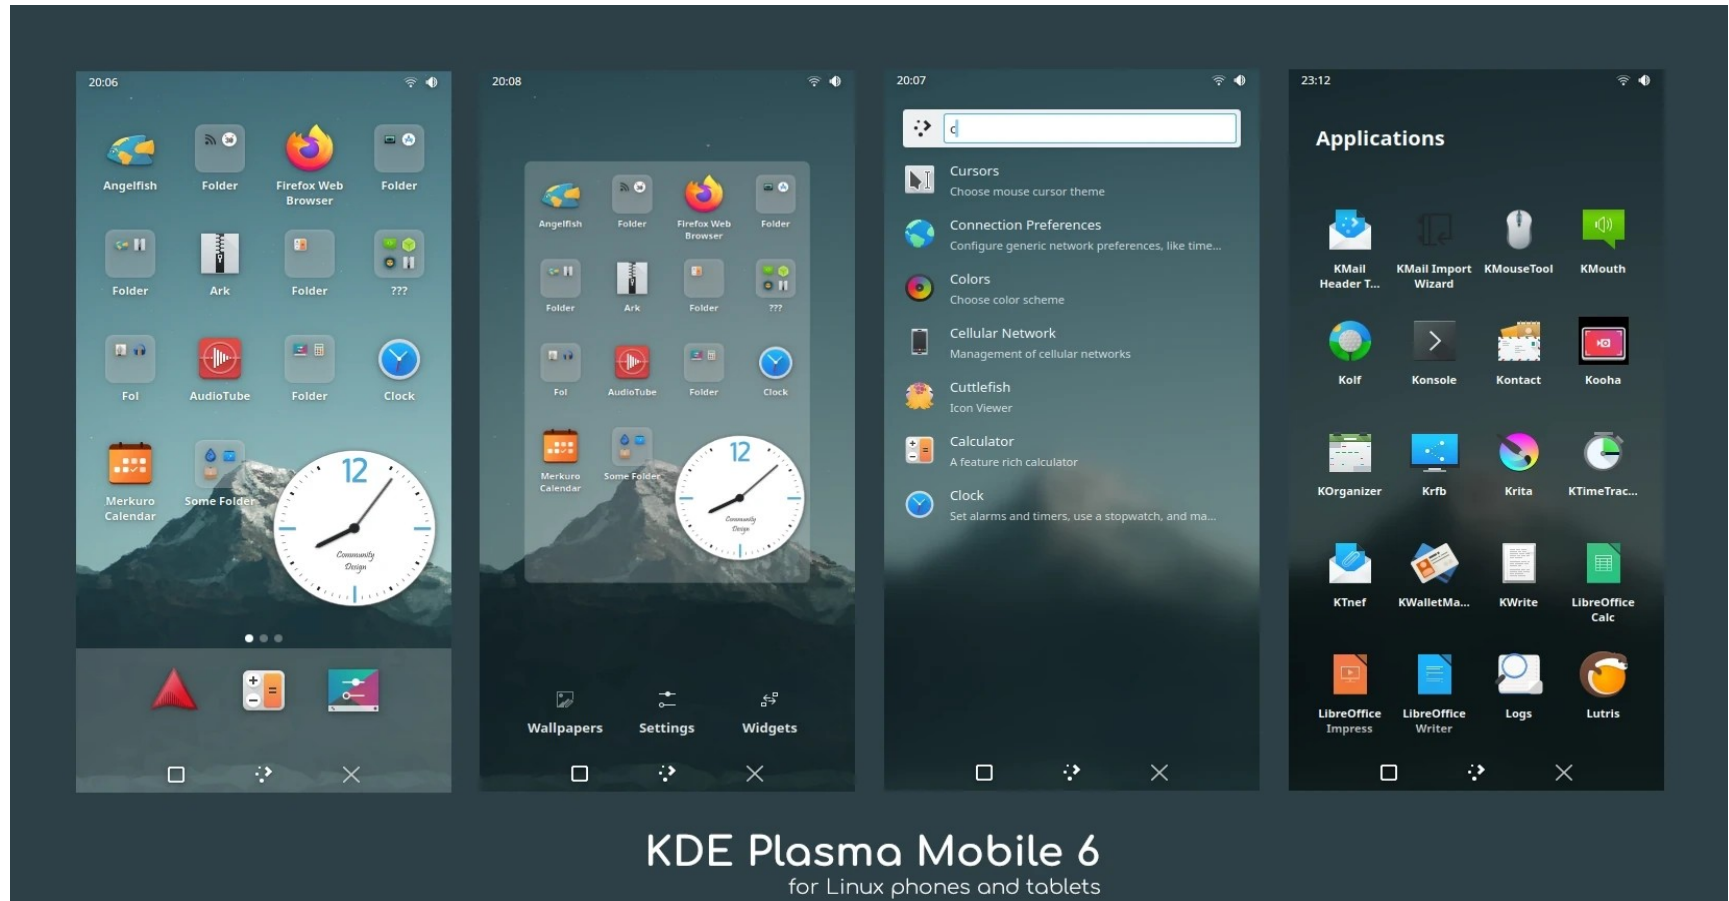 20:06
Angelfish
Folder
Firefox Web
Browser
Folder
Folder
Ark
Folder
???
Fol
AudioTube
Folder
Clock
Merkuro
Calendar
Some Folder
12
Community
Design
20:08
Angelfish
Folder
Firefox Web
Browser
Folder
Folder
Ark
Folder
???
Fol
AudioTube
Folder
Clock
Merkuro
Calendar
Some Folder
12
Community
Design
Wallpapers
Settings
Widgets
20:07
c
Cursors
Choose mouse cursor theme
Connection Preferences
Configure generic network preferences, like time...
Colors
Choose color scheme
Cellular Network
Management of cellular networks
Cuttlefish
Icon Viewer
Calculator
A feature rich calculator
Clock
Set alarms and timers, use a stopwatch, and ma...
23:12
Applications
KMail
Header T...
KMail Import
Wizard
KMouseTool
KMouth
Kolf
Konsole
Kontact
Kooha
KOrganizer
Krfb
Krita
KTimeTrac...
KTnef
KWalletMa...
KWrite
LibreOffice
Calc
LibreOffice
Impress
LibreOffice
Writer
Logs
Lutris
KDE Plasma Mobile 6
for Linux phones and tablets